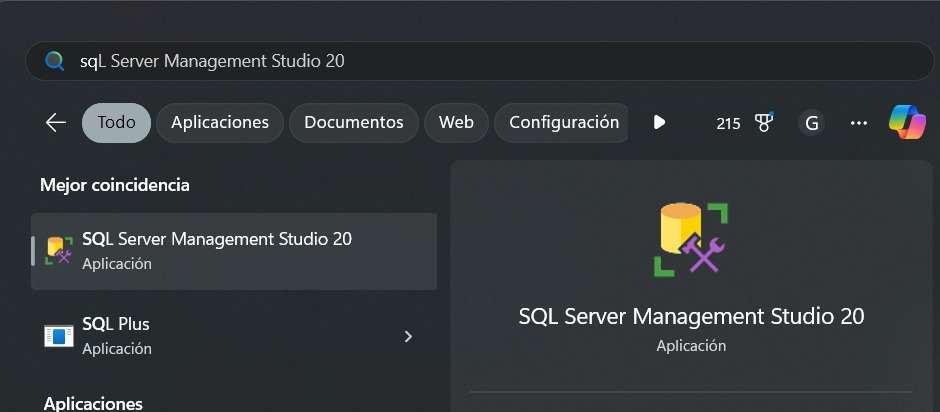 sqL Server Management Studio 20
Todo Aplicaciones Documentos Web Configuración 215 G
Mejor coincidencia
SQL Server Management Studio 20
Aplicación
SQL Plus
Aplicación
Aplicaciones
SQL Server Management Studio 20
Aplicación